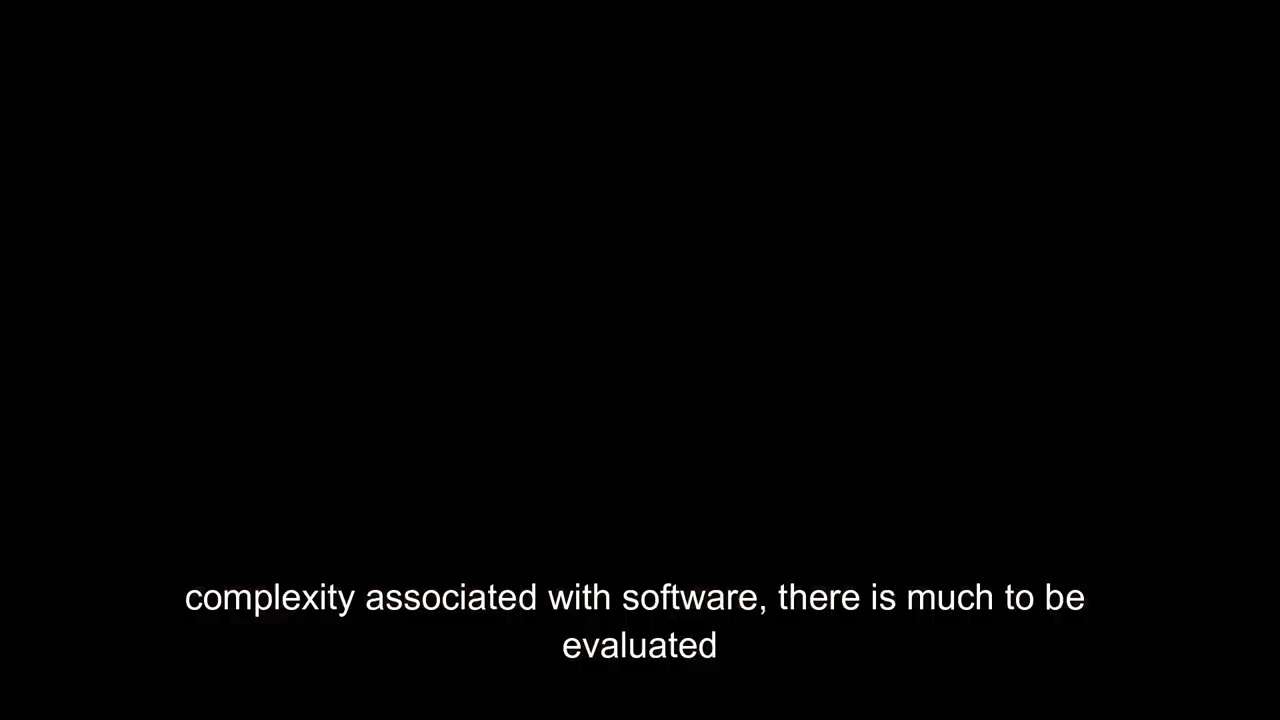 complexity associated with software, there is much to be
evaluated